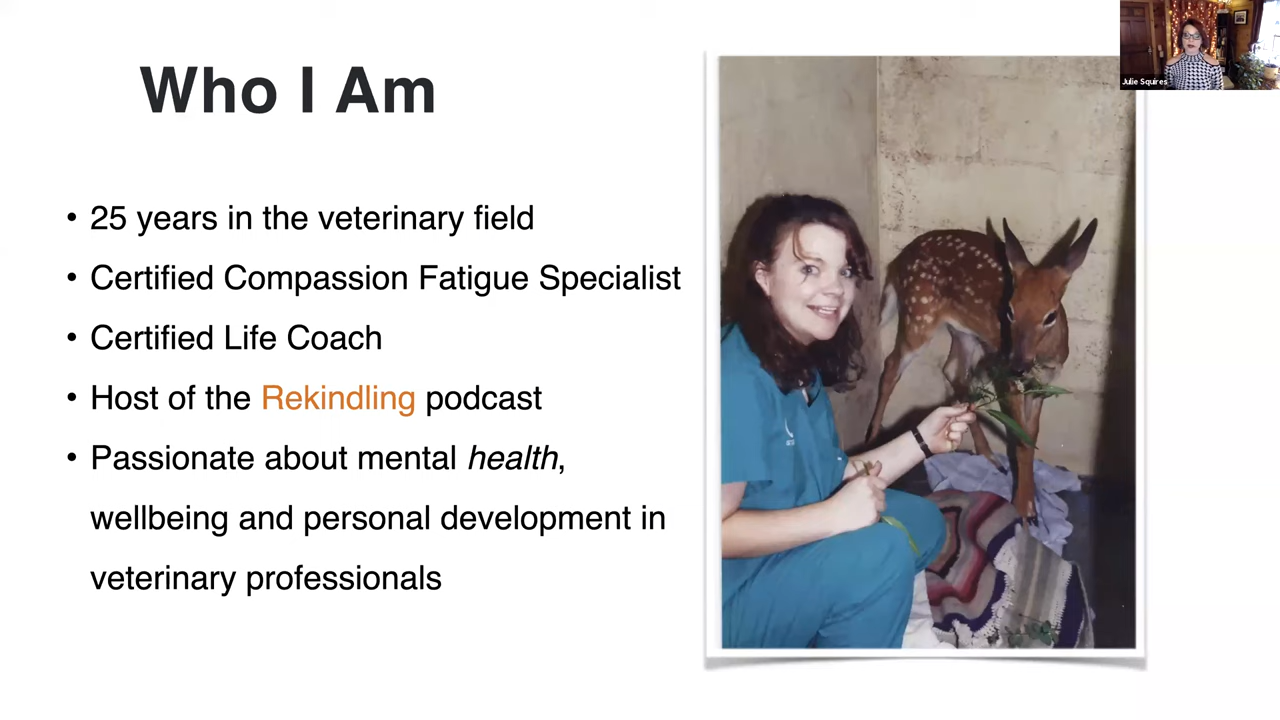 Who I Am
Julie Squires
• 25 years in the veterinary field
• Certified Compassion Fatigue Specialist
• Certified Life Coach
• Host of the Rekindling podcast
• Passionate about mental health,
wellbeing and personal development in
veterinary professionals